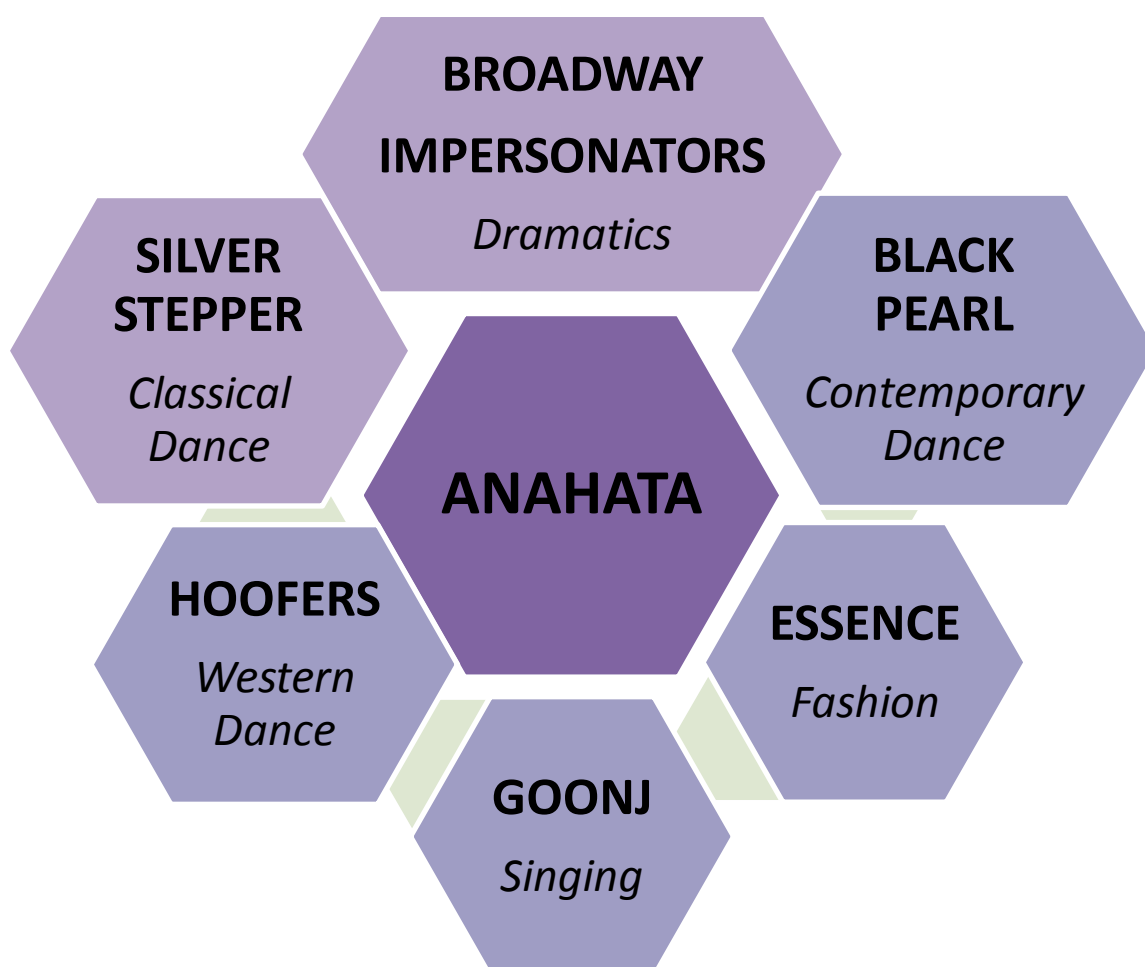 BROADWAY
IMPERSONATORS
Dramatics
SILVER
STEPPER
Classical
Dance
BLACK
PEARL
Contemporary
Dance
ANAHATA
HOOFERS
Western
Dance
ESSENCE
Fashion
GOONJ
Singing